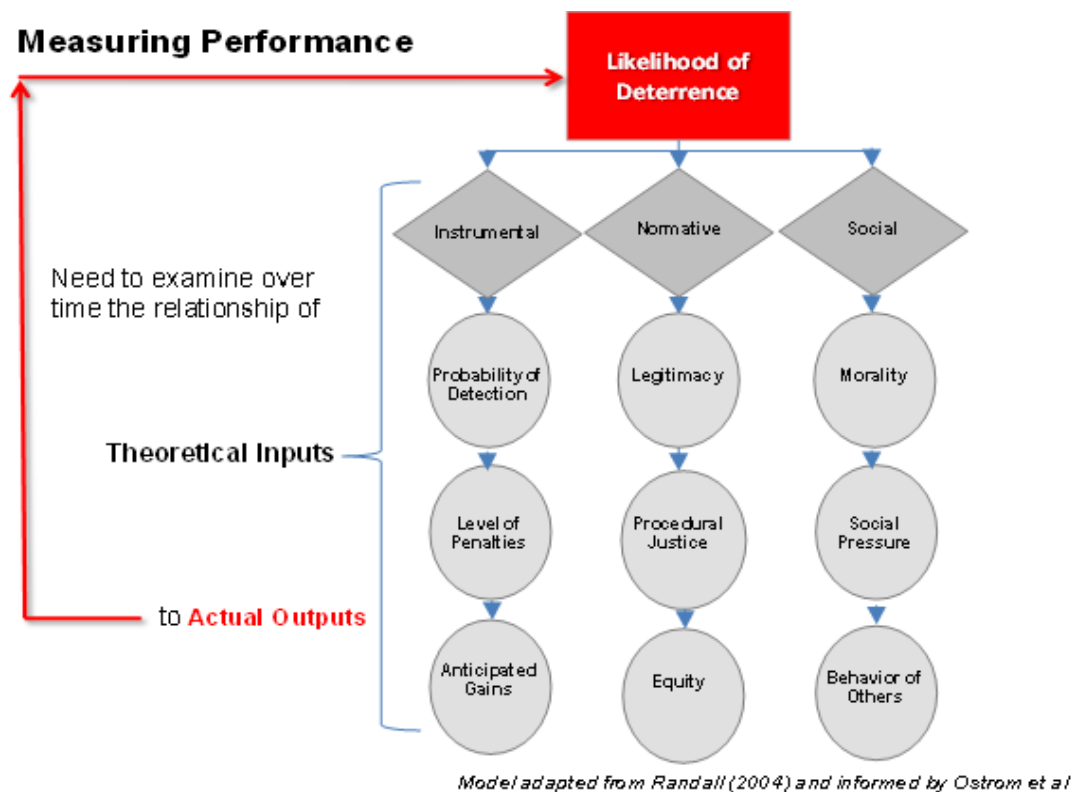 Measuring Performance
Likelihood of
Deterrence
Instrumental
Normative
Social
Need to examine over
time the relationship of
Probability of
Detection
Legitimacy
Morality
Theoretical Inputs
Level of
Penalties
Procedural
Justice
Social
Pressure
to Actual Outputs
Anticipated
Gains
Equity
Behavior of
Others
Model adapted from Randall (2004) and informed by Ostrom et al